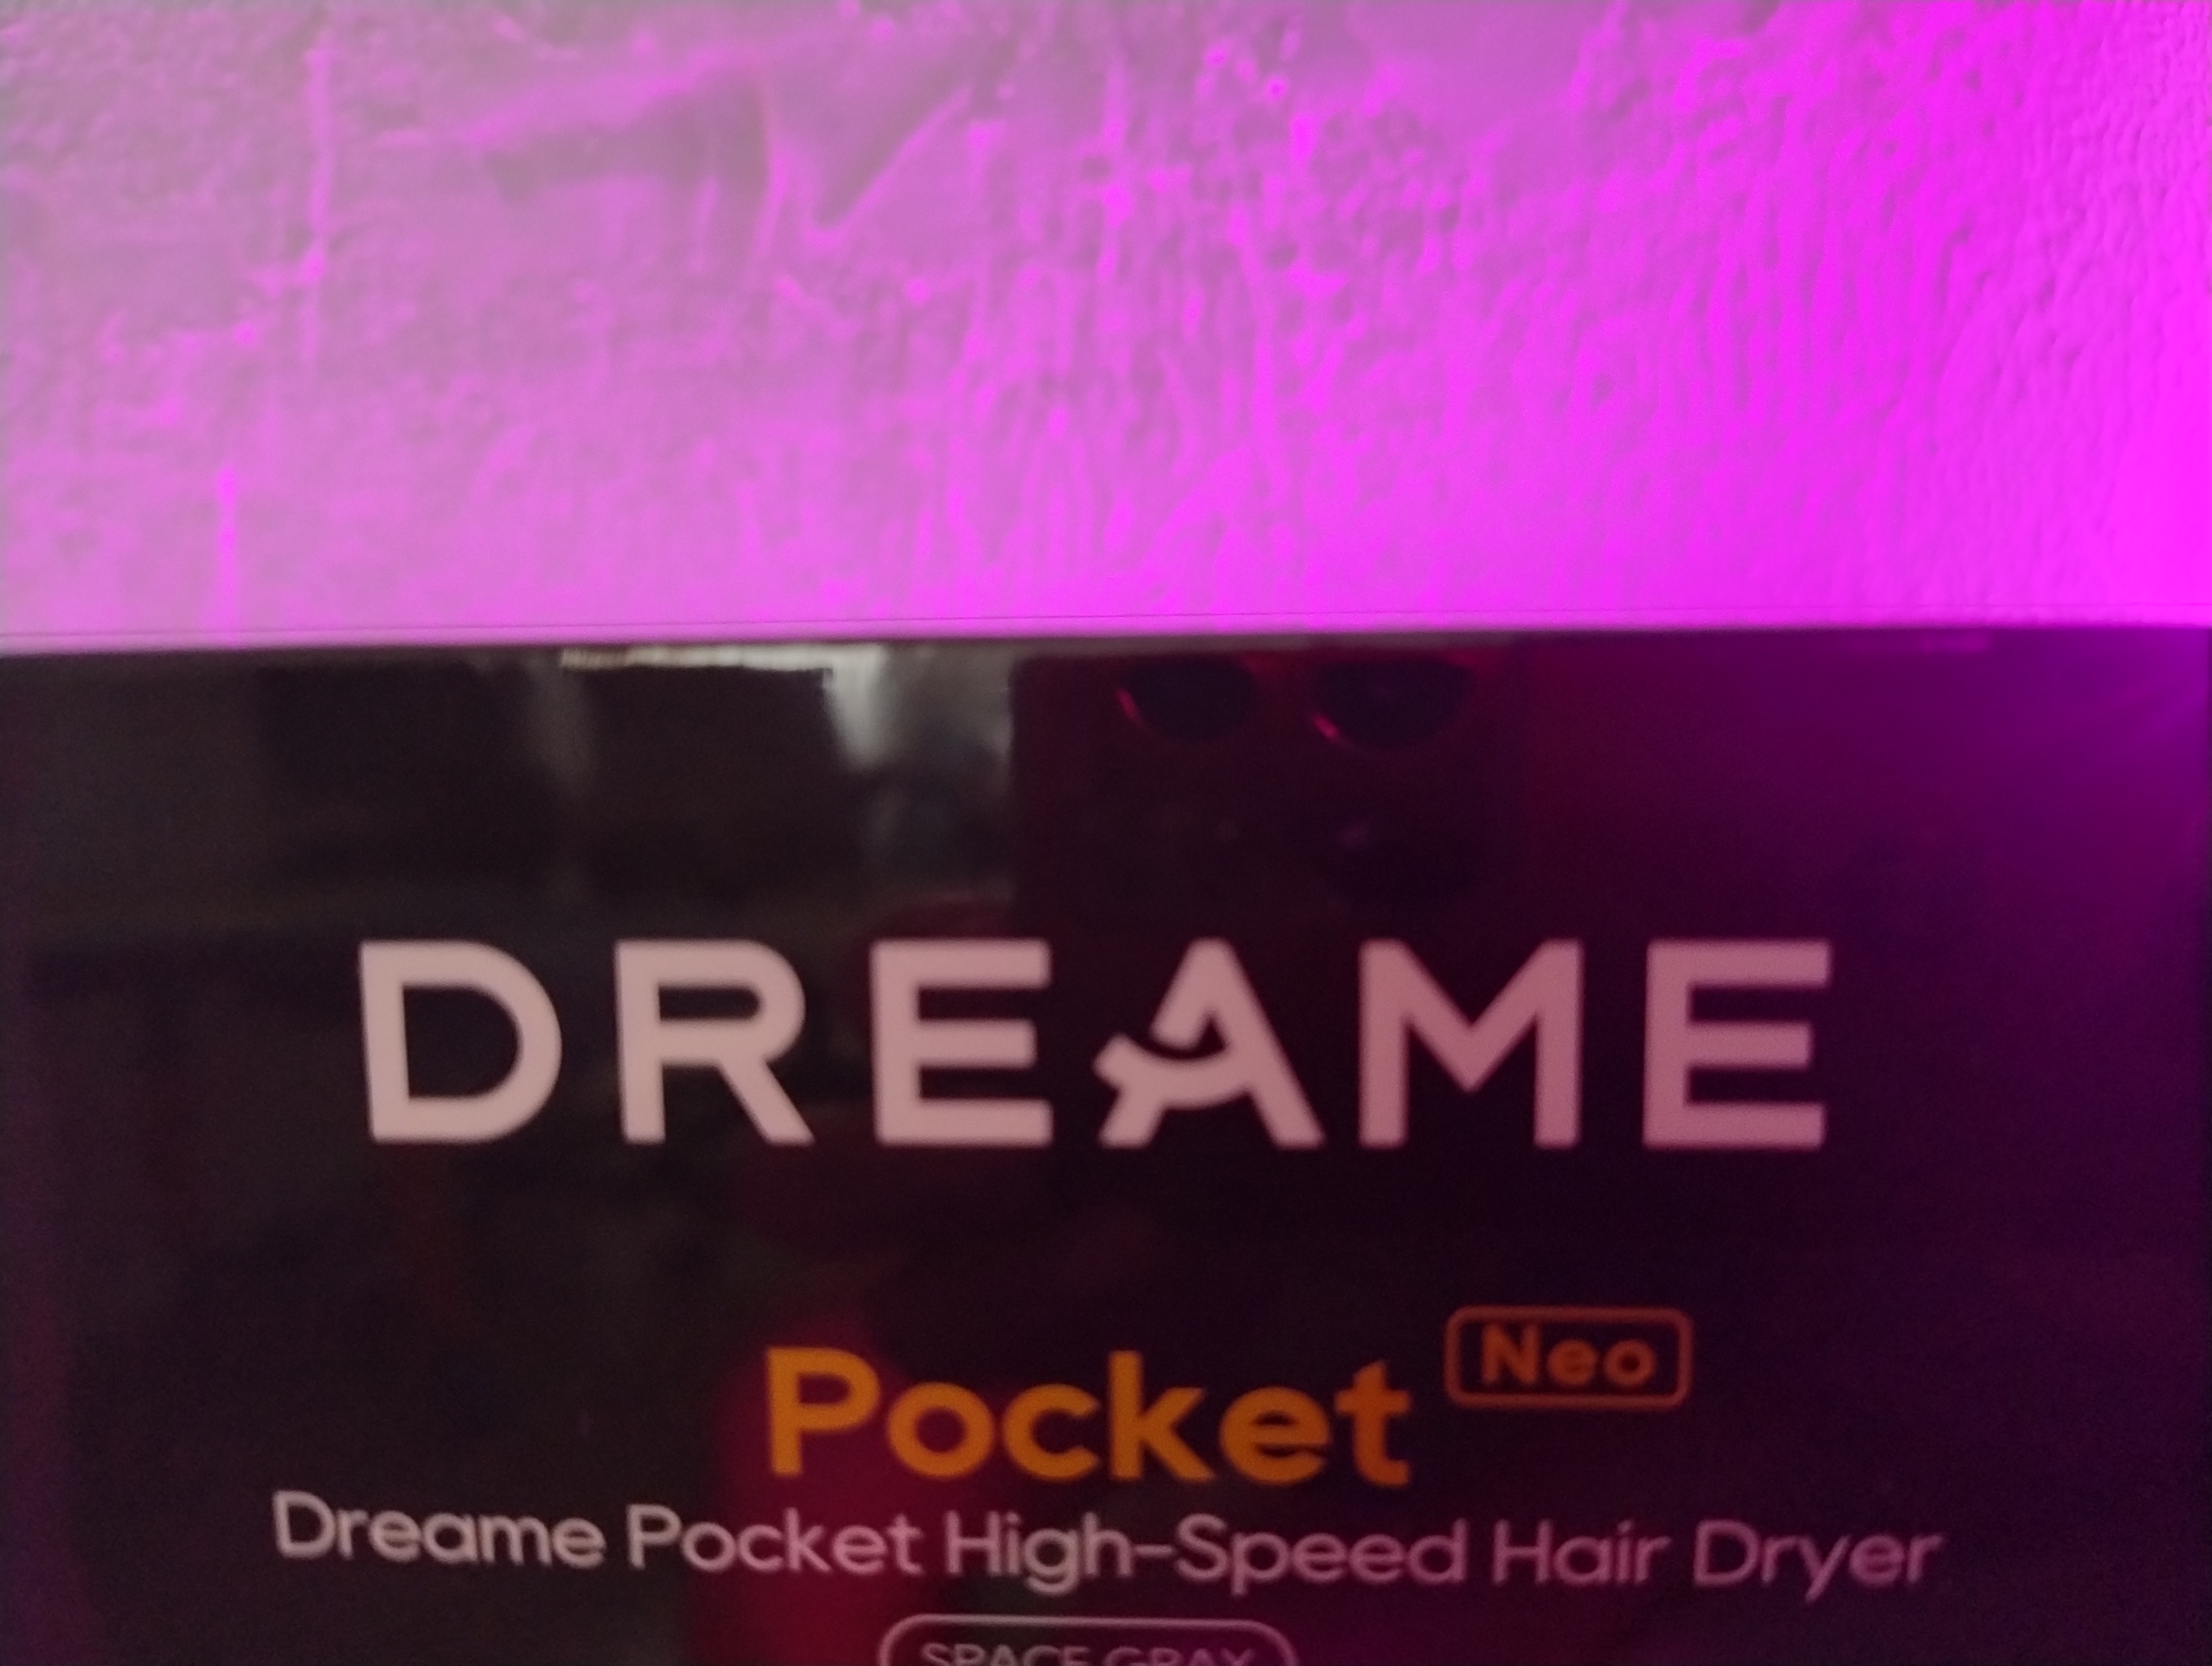 DREAME
Pocket Neo
Dreame Pocket High-Speed Hair Dryer
SPACE GRAY